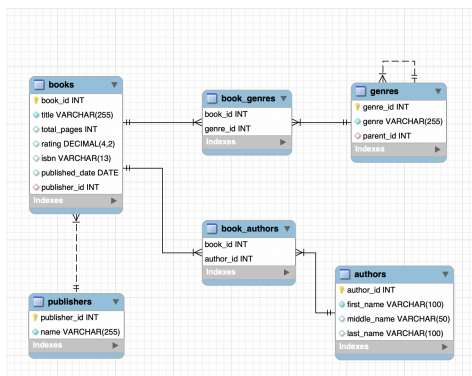 books
book_id INT
title VARCHAR(255)
total_pages INT
rating DECIMAL(4,2)
isbn VARCHAR(13)
published_date DATE
publisher_id INT
Indexes
book_genres
book_id INT
genre_id INT
Indexes
genres
genre_id INT
genre VARCHAR(255)
parent_id INT
Indexes
book_authors
book_id INT
author_id INT
Indexes
publishers
publisher_id INT
name VARCHAR(255)
Indexes
authors
author_id INT
first_name VARCHAR(100)
middle_name VARCHAR(50)
last_name VARCHAR(100)
Indexes